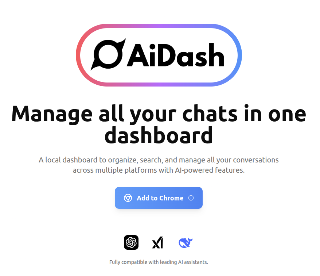 AiDash
Manage all your chats in one
dashboard
A local dashboard to organize, search, and manage all your conversations
across multiple platforms with AI-powered features.
Add to Chrome
Fully compatible with leading AI assistants.